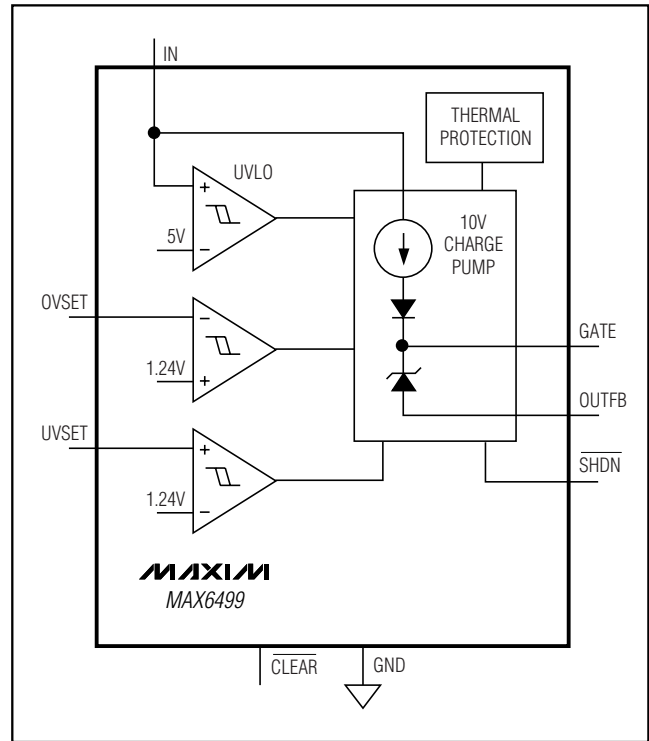 IN
THERMAL
PROTECTION
UVLO
+
5V
−
10V
CHARGE
PUMP
OVSET
−
1.24V
+
GATE
OUTFB
UVSET
+
1.24V
−
SHDN
MAXIM
MAX6499
CLEAR
GND